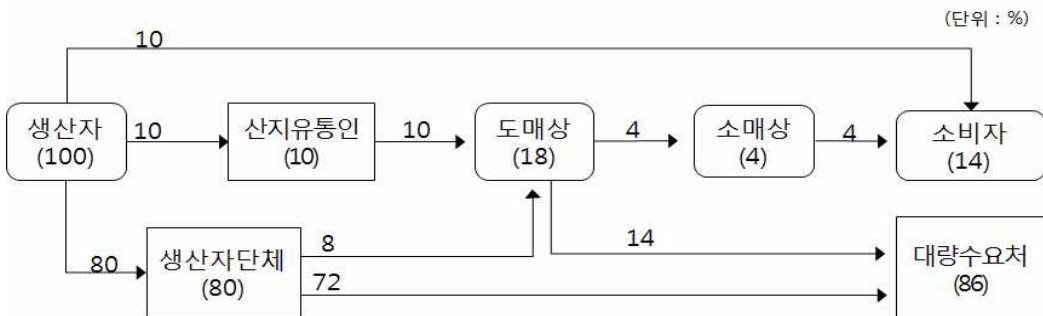 (단위 : %)
10
생산자
(100)
10
산지유통인
(10)
10
도매상
(18)
4
소매상
(4)
4
소비자
(14)
80
생산자단체
(80)
8
72
14
대량수요처
(86)